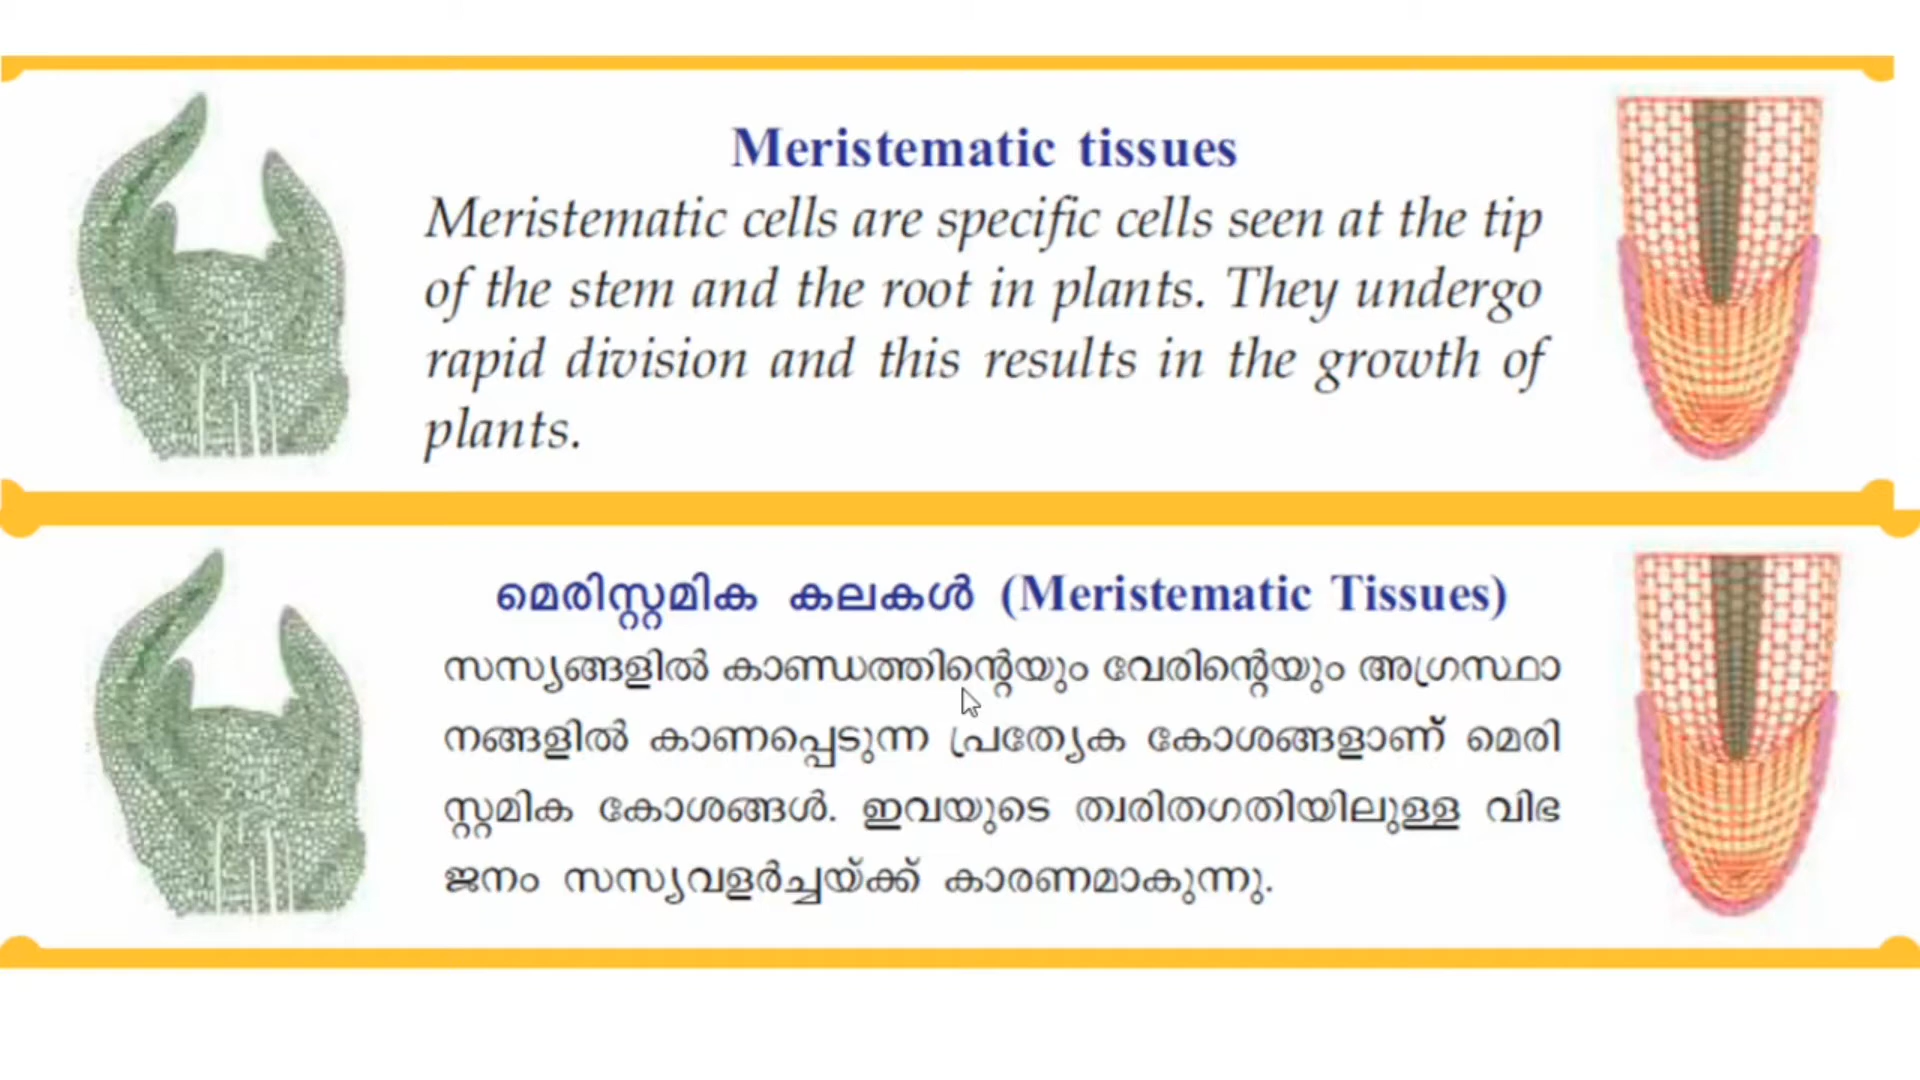 Meristematic tissues
Meristematic cells are specific cells seen at the tip
of the stem and the root in plants. They undergo
rapid division and this results in the growth of
plants.
മെരിസ്റ്റമിക കലകൾ (Meristematic Tissues)
സസ്യങ്ങളിൽ കാണ്ഡത്തിന്റെയും വേരിന്റെയും അഗ്രസ്ഥാ
നങ്ങളിൽ കാണപ്പെടുന്ന പ്രത്യേക കോശങ്ങളാണ് മെരി
സ്റ്റമിക കോശങ്ങൾ. ഇവയുടെ ത്വരിതഗതിയിലുള്ള വിഭ
ജനം സസ്യവളർച്ചയ്ക്ക് കാരണമാകുന്നു.